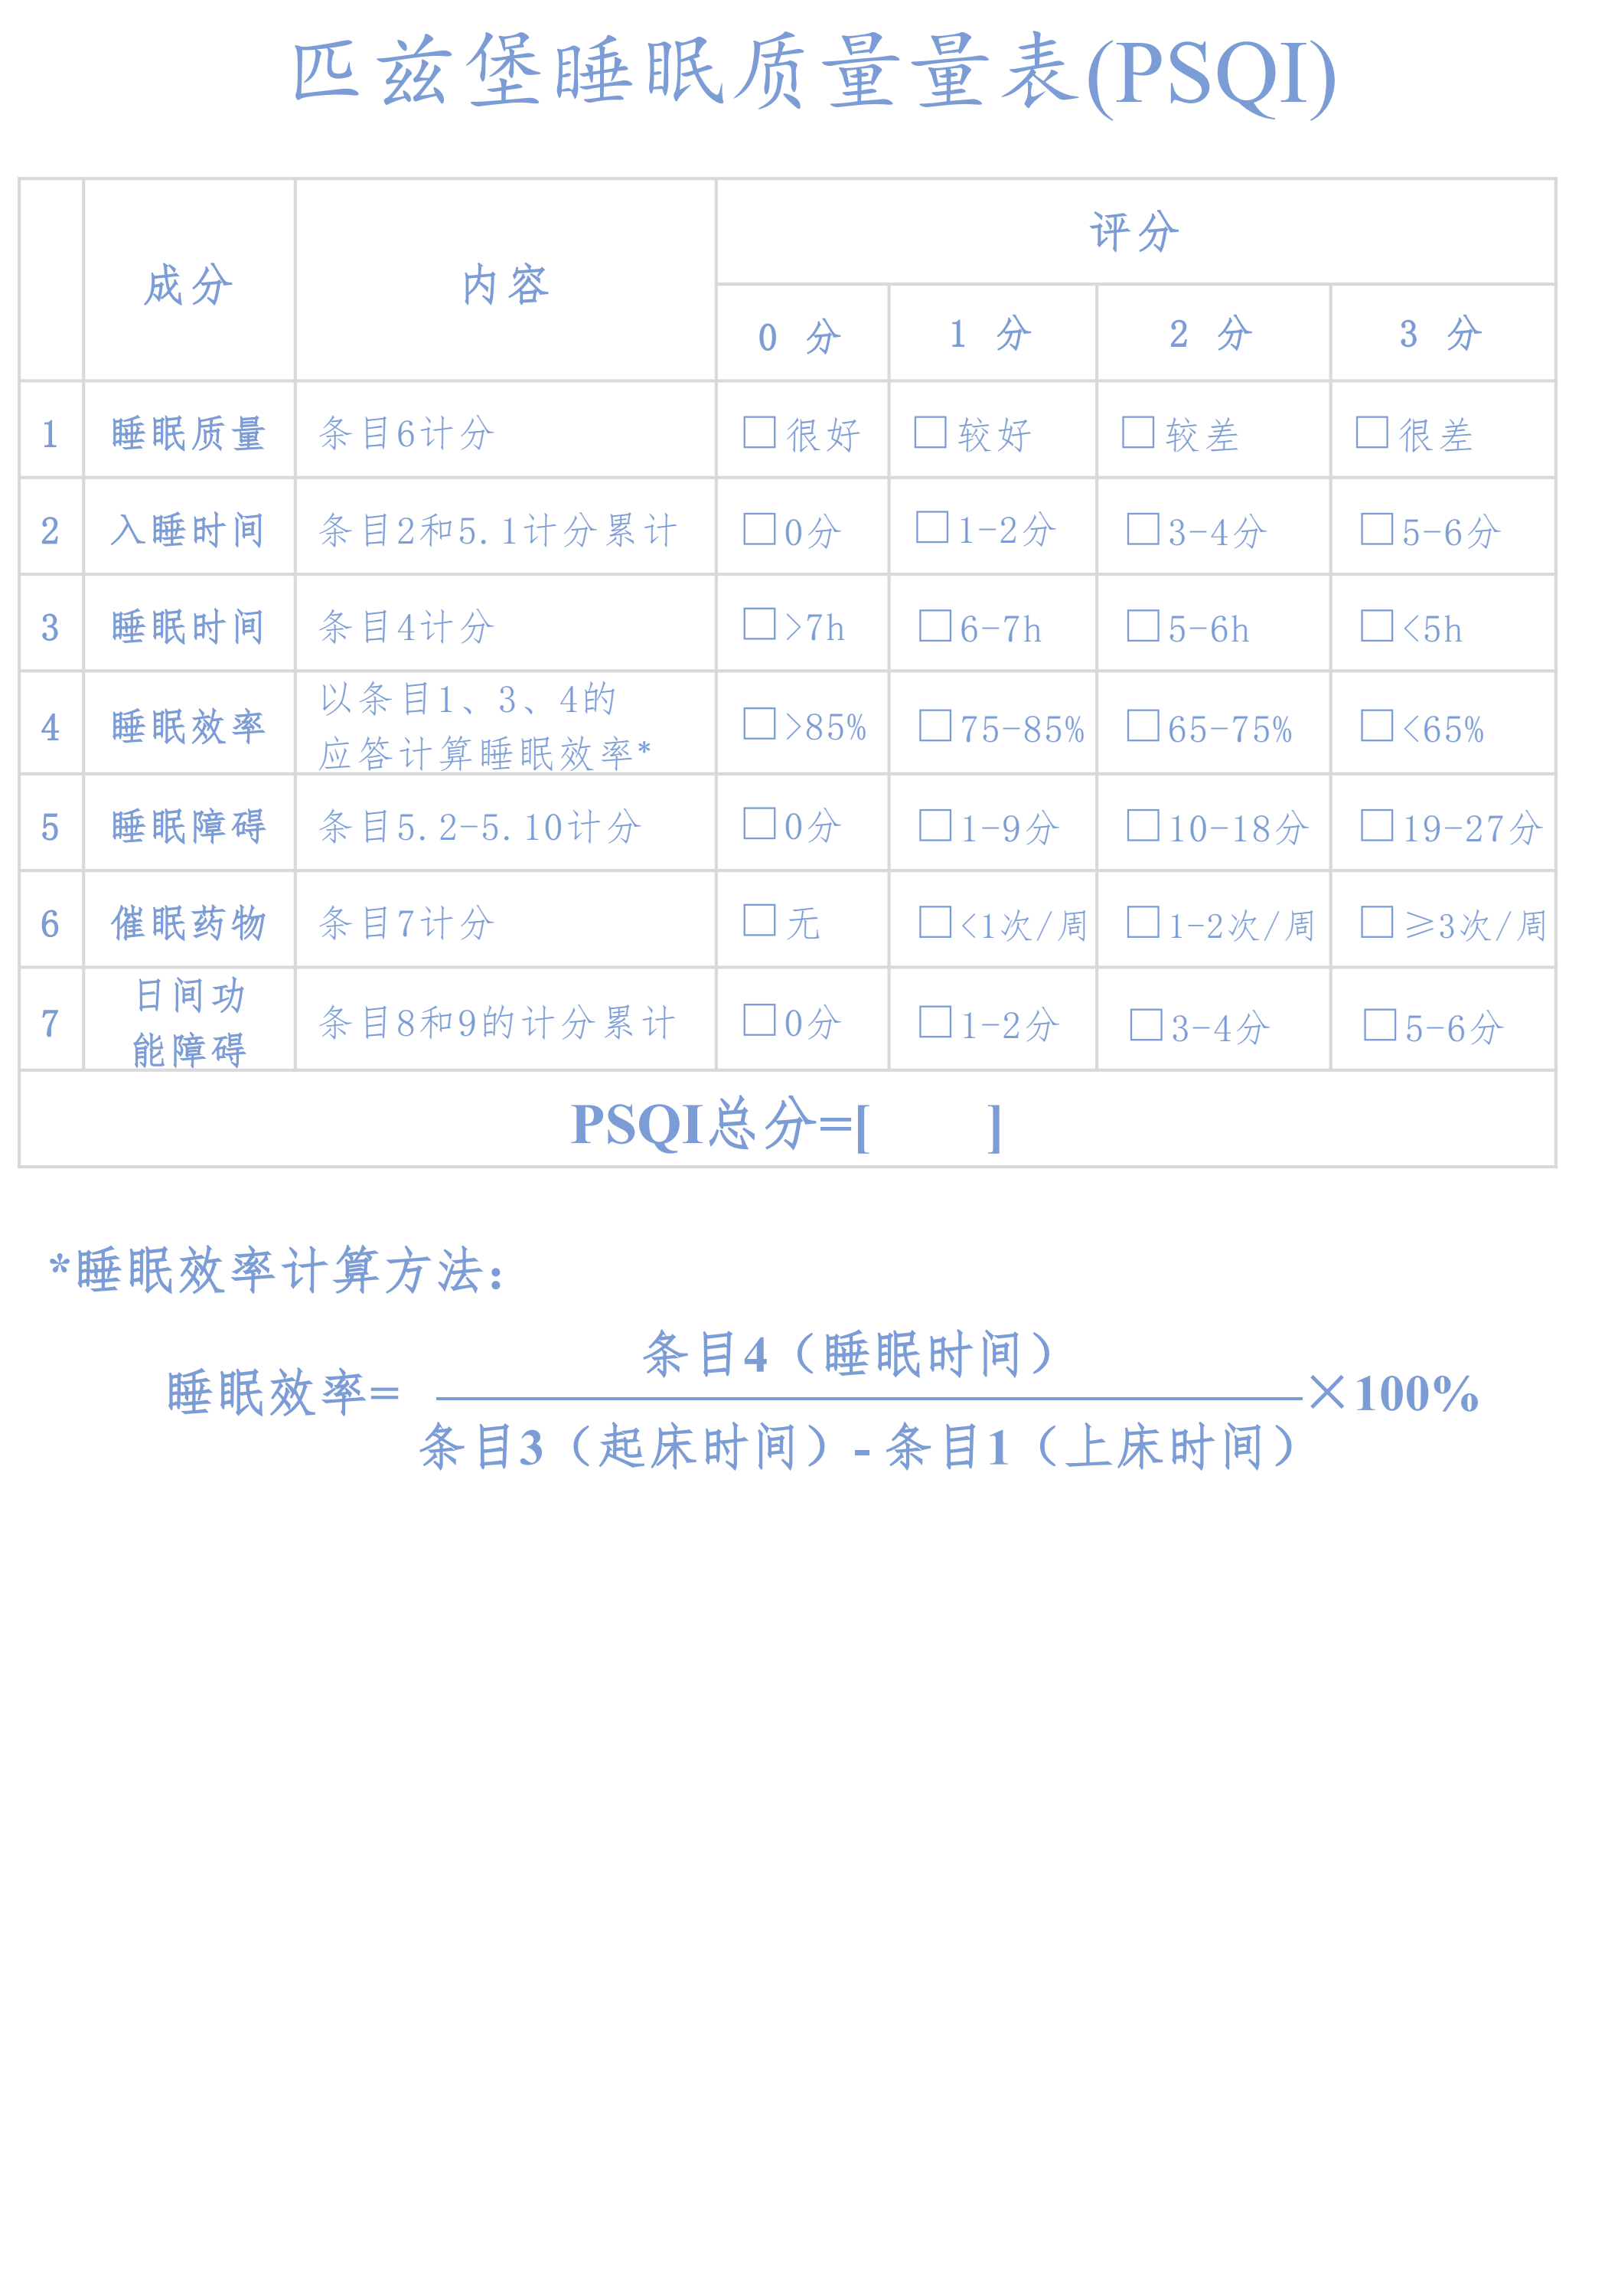 匹兹堡睡眠质量量表(PSQI)
成分 内容 评分
0 分 1 分 2 分 3 分
1 睡眠质量 条目6计分 □很好 □较好 □较差 □很差
2 入睡时间 条目2和5.1计分累计 □0分 □1-2分 □3-4分 □5-6分
3 睡眠时间 条目4计分 □>7h □6-7h □5-6h □<5h
4 睡眠效率 以条目1、3、4的
应答计算睡眠效率* □>85% □75-85% □65-75% □<65%
5 睡眠障碍 条目5.2-5.10计分 □0分 □1-9分 □10-18分 □19-27分
6 催眠药物 条目7计分 □无 □<1次/周 □1-2次/周 □≥3次/周
7 日间功
能障碍 条目8和9的计分累计 □0分 □1-2分 □3-4分 □5-6分
PSQI总分=[ ]
*睡眠效率计算方法：
条目4（睡眠时间）
睡眠效率= ×100%
条目3（起床时间）- 条目1（上床时间）